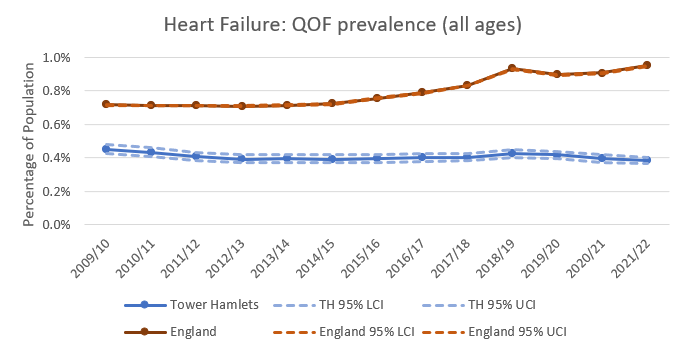 Heart Failure: QOF prevalence (all ages)
Percentage of Population
1.0%
0.8%
0.6%
0.4%
0.2%
0.0%
2009/10
2010/11
2011/12
2012/13
2013/14
2014/15
2015/16
2016/17
2017/18
2018/19
2019/20
2020/21
2021/22
Tower Hamlets
TH 95% LCI
TH 95% UCI
England
England 95% LCI
England 95% UCI